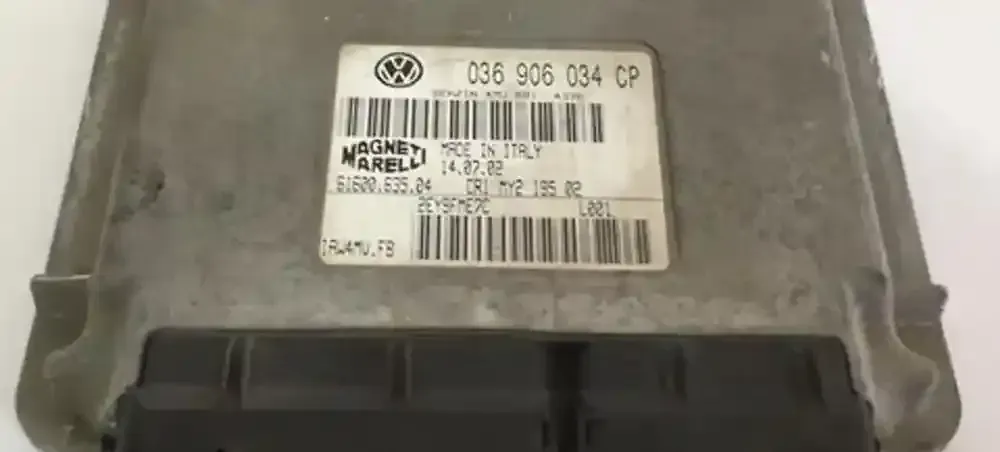 036 906 034 CP
MAGNETI MARELLI
MADE IN ITALY
14.07.02
61600.635.04 CR1 MY2 195 02
2EYSFME7C L001
IAW4MV.FB